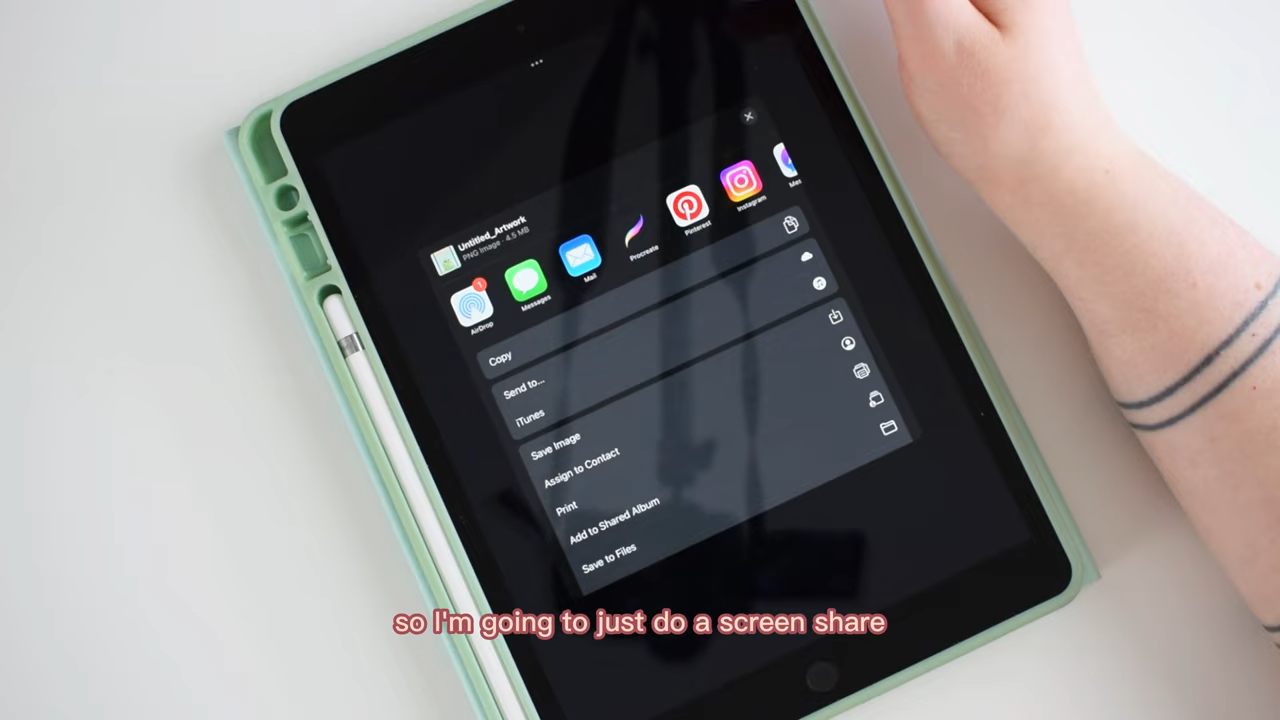 Untitled_Artwork
PNG Image · 4.5 MB
1
AirDrop
Messages
Mail
Procreate
Pinterest
Instagram
Copy
Send to...
iTunes
Save Image
Assign to Contact
Print
Add to Shared Album
Save to Files
so I'm going to just do a screen share